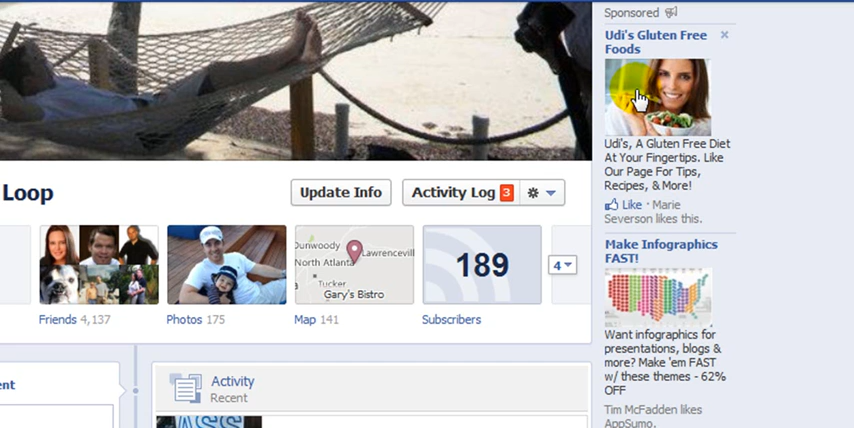 Sponsored
Udi's Gluten Free
Foods
Udi's, A Gluten Free Diet
At Your Fingertips. Like
Our Page For Tips,
Recipes, & More!
Like · Marie
Severson likes this.
Make Infographics
FAST!
Want infographics for
presentations, blogs &
more? Make 'em FAST
w/ these themes - 62%
OFF
Tim McFadden likes
AppSumo.
Loop
Update Info
Activity Log 3
Dunwoody
Lawrencevill
North Atlanta
Tucker
Gary's Bistro
189
4
Friends 4,137
Photos 175
Map 141
Subscribers
ent
Activity
Recent
ASS